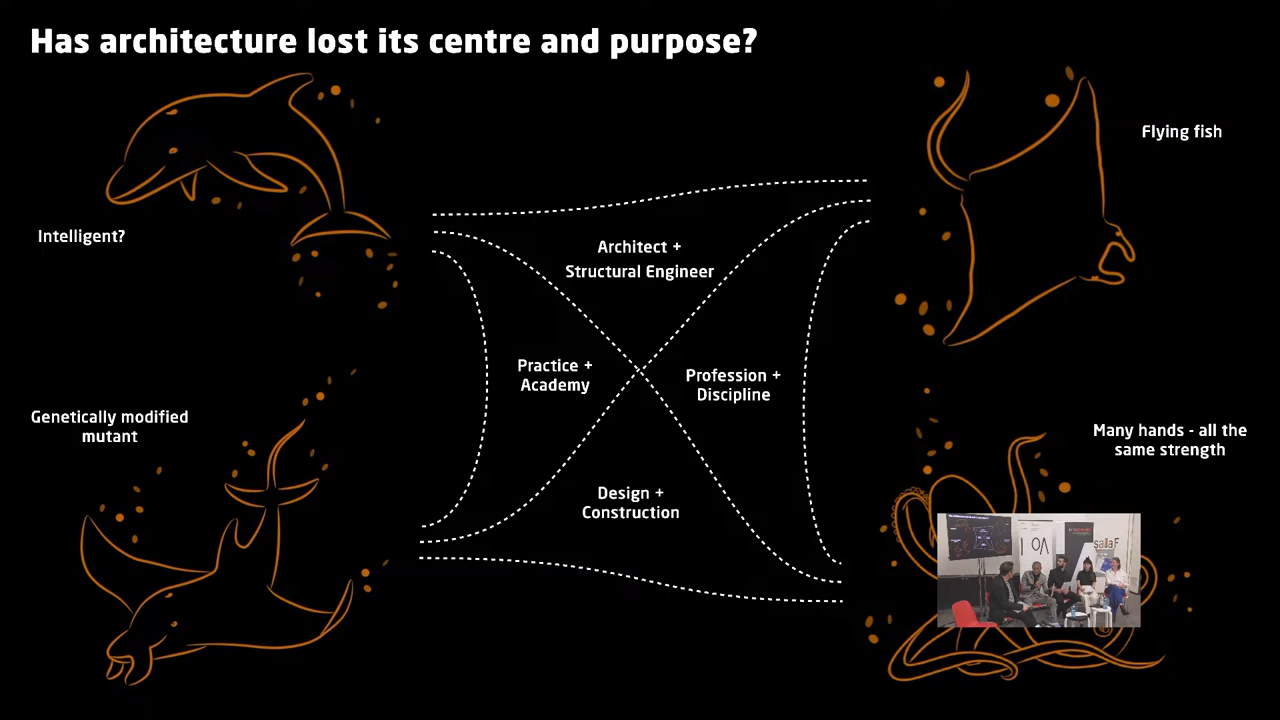 Has architecture lost its centre and purpose?
Flying fish
Intelligent?
Architect +
Structural Engineer
Practice +
Academy
Profession +
Discipline
Genetically modified
mutant
Many hands - all the
same strength
Design +
Construction
salaF